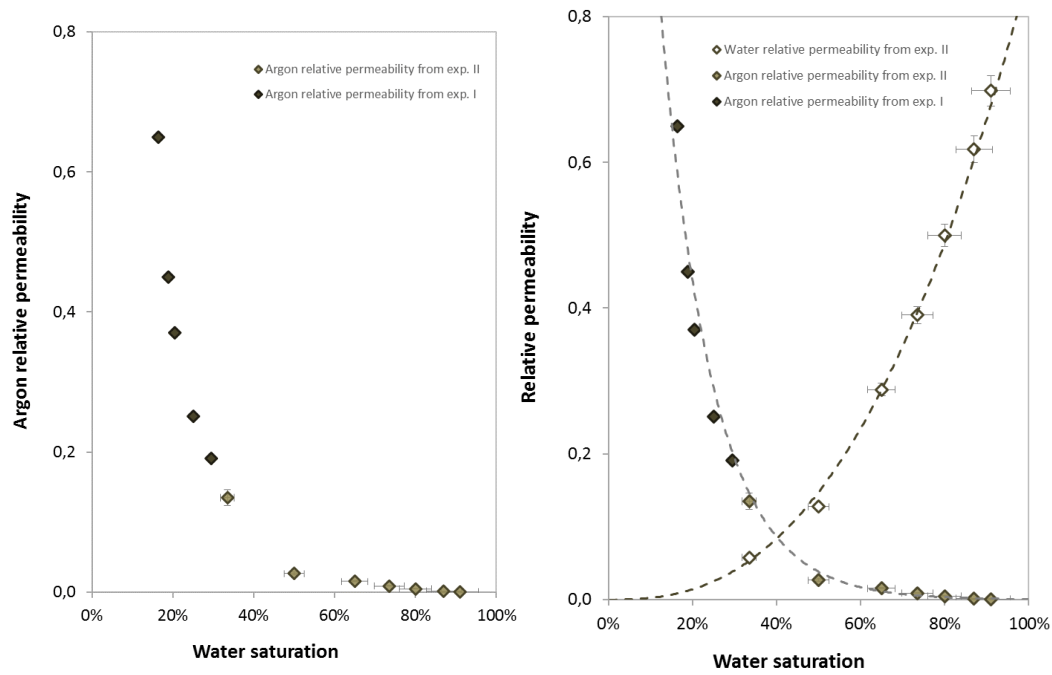 0,8
0,6
0,4
0,2
0,0
0% 20% 40% 60% 80% 100%
Argon relative permeability
Water saturation
Argon relative permeability from exp. II
Argon relative permeability from exp. I
0,8
0,6
0,4
0,2
0,0
0% 20% 40% 60% 80% 100%
Relative permeability
Water saturation
Water relative permeability from exp. II
Argon relative permeability from exp. II
Argon relative permeability from exp. I